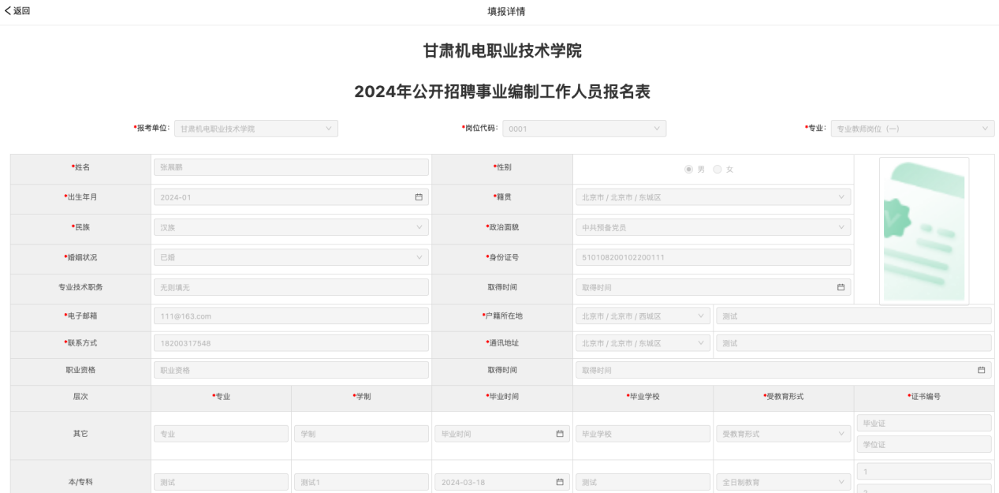 返回
填报详情
甘肃机电职业技术学院
2024年公开招聘事业编制工作人员报名表
*报考单位: 甘肃机电职业技术学院 *岗位代码: 0001 *专业: 专业教师岗位（一）
*姓名 张展鹏 *性别 男 女
*出生年月 2024-01 *籍贯 北京市 / 北京市 / 东城区
*民族 汉族 *政治面貌 中共预备党员
*婚姻状况 已婚 *身份证号 510108200102200111
专业技术职务 无则填无 取得时间 取得时间
*电子邮箱 111@163.com *户籍所在地 北京市 / 北京市 / 西城区 测试
*联系方式 18200317548 *通讯地址 北京市 / 北京市 / 东城区 测试
职业资格 职业资格 取得时间 取得时间
层次 *专业 *学制 *毕业时间 *毕业学校 *受教育形式 *证书编号
其它 专业 学制 毕业时间 毕业学校 受教育形式 毕业证
学位证
本/专科 测试 测试1 2024-03-18 测试 全日制教育 1